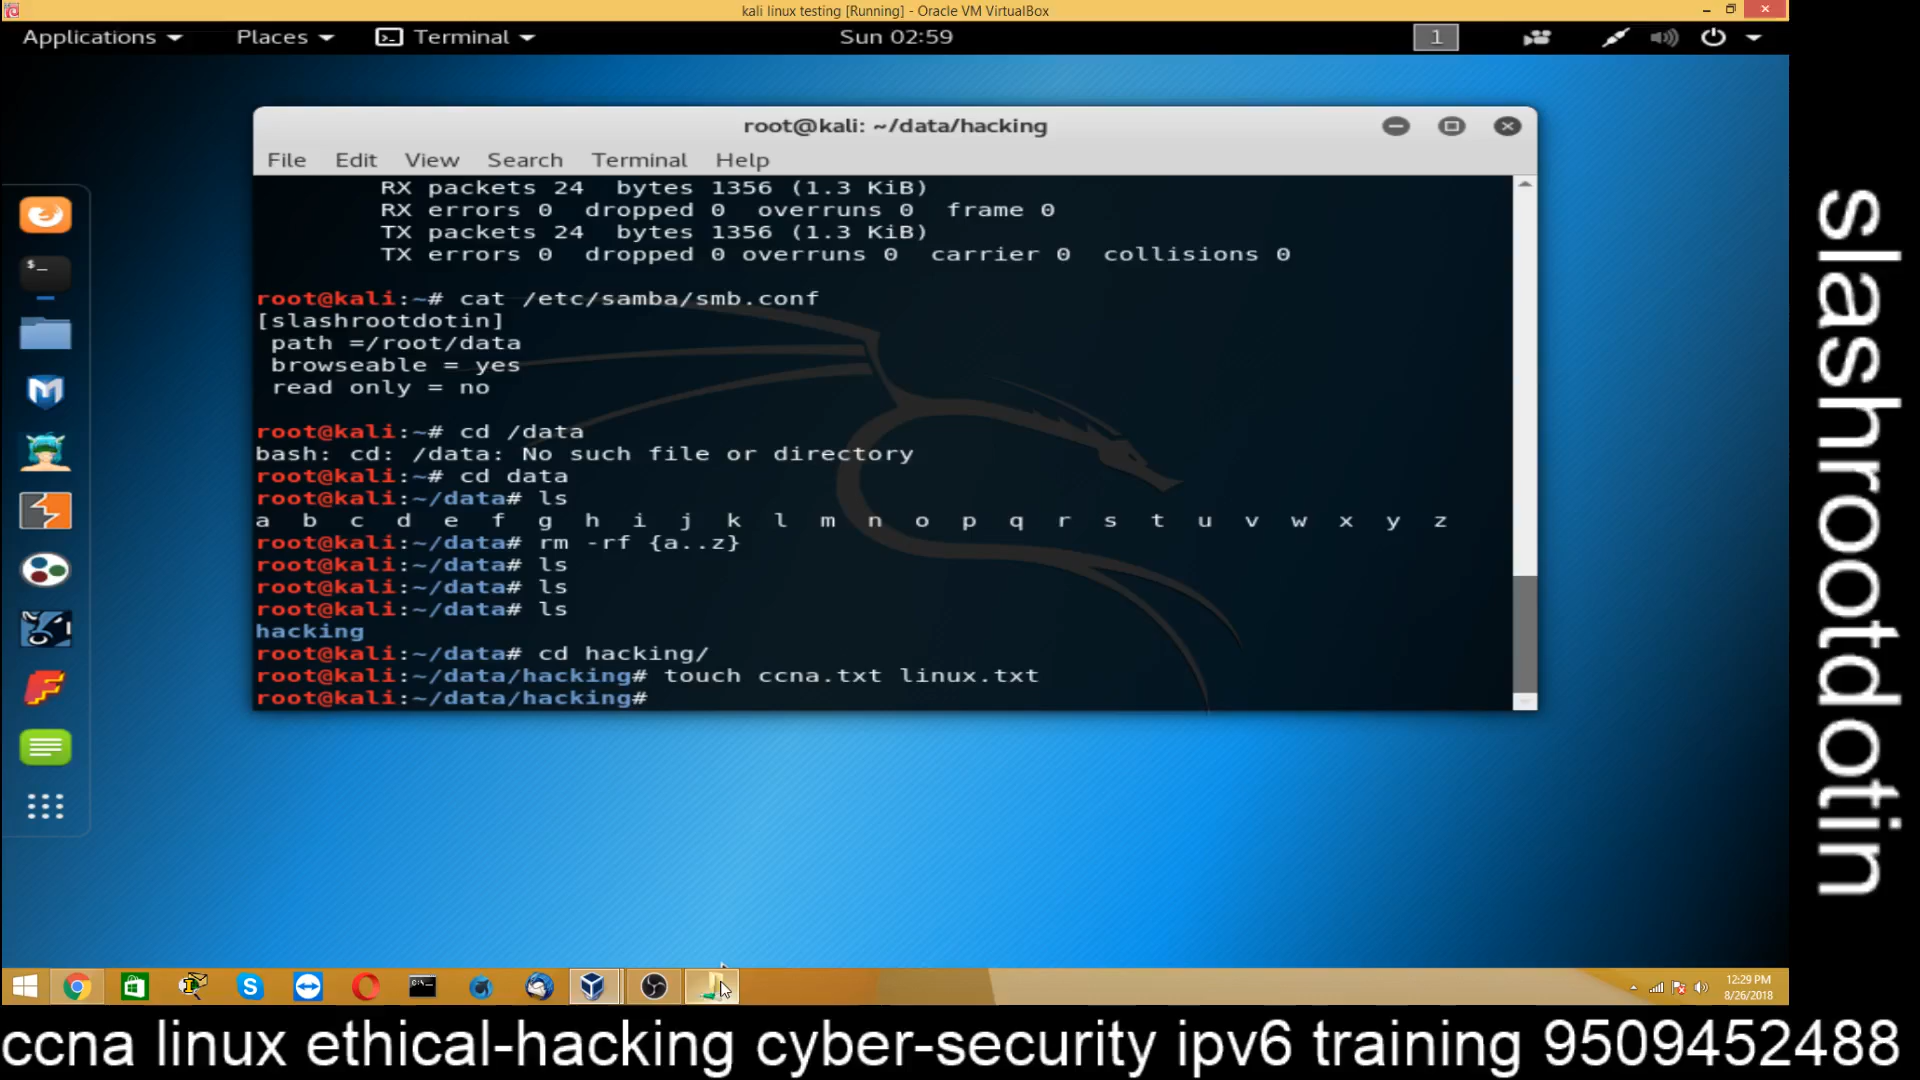 kali linux testing [Running] - Oracle VM VirtualBox
Applications Places Terminal Sun 02:59 1
root@kali: ~/data/hacking
File Edit View Search Terminal Help
RX packets 24 bytes 1356 (1.3 KiB)
RX errors 0 dropped 0 overruns 0 frame 0
TX packets 24 bytes 1356 (1.3 KiB)
TX errors 0 dropped 0 overruns 0 carrier 0 collisions 0
root@kali:~# cat /etc/samba/smb.conf
[slashrootdotin]
path =/root/data
browseable = yes
read only = no
root@kali:~# cd /data
bash: cd: /data: No such file or directory
root@kali:~# cd data
root@kali:~/data# ls
a b c d e f g h i j k l m n o p q r s t u v w x y z
root@kali:~/data# rm -rf {a..z}
root@kali:~/data# ls
root@kali:~/data# ls
root@kali:~/data# ls
hacking
root@kali:~/data# cd hacking/
root@kali:~/data/hacking# touch ccna.txt linux.txt
root@kali:~/data/hacking#
12:29 PM
8/26/2018
slashrootdotin
ccna linux ethical-hacking cyber-security ipv6 training 9509452488